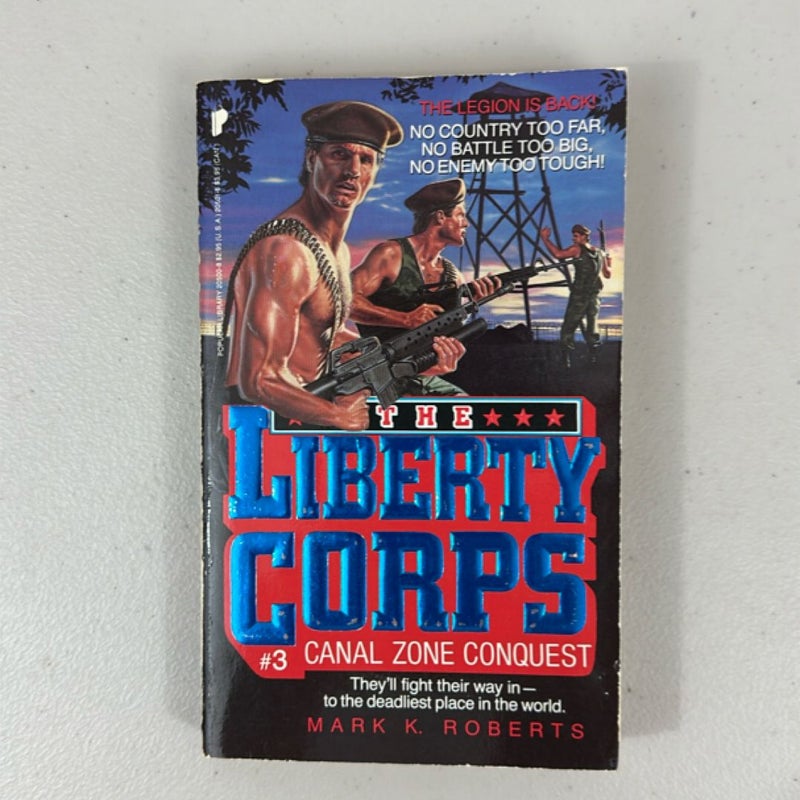 THE LEGION IS BACK!
NO COUNTRY TOO FAR,
NO BATTLE TOO BIG,
NO ENEMY TOO TOUGH!
THE
LIBERTY
CORPS
#3 CANAL ZONE CONQUEST
They'll fight their way in—
to the deadliest place in the world.
MARK K. ROBERTS